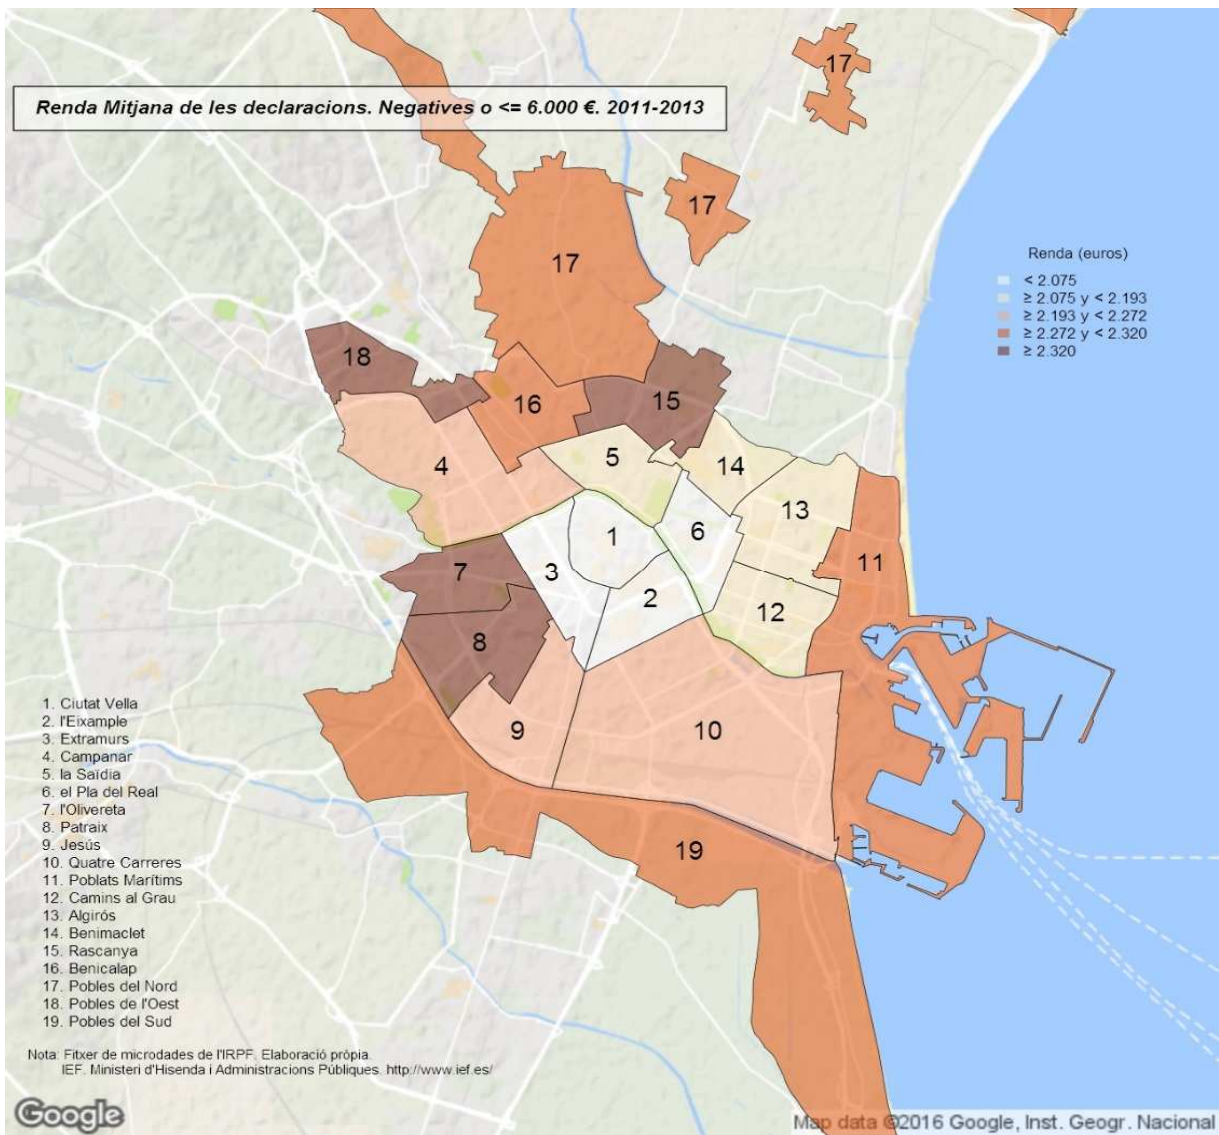 Renda Mitjana de les declaracions. Negatives o <= 6.000 €. 2011-2013
17
17
17
Renda (euros)
< 2.075
≥ 2.075 y < 2.193
≥ 2.193 y < 2.272
≥ 2.272 y < 2.320
≥ 2.320
18
16
15
4
5
14
13
1
6
3
7
11
2
12
8
9
10
19
1. Ciutat Vella
2. l'Eixample
3. Extramurs
4. Campanar
5. la Saïdia
6. el Pla del Real
7. l'Olivereta
8. Patraix
9. Jesús
10. Quatre Carreres
11. Poblats Marítims
12. Camins al Grau
13. Algirós
14. Benimaclet
15. Rascanya
16. Benicalap
17. Pobles del Nord
18. Pobles de l'Oest
19. Pobles del Sud
Nota: Fitxer de microdades de l'IRPF. Elaboració pròpia.
IEF. Ministeri d'Hisenda i Administracions Públiques. http://www.ief.es/
Google
Map data ©2016 Google, Inst. Geogr. Nacional